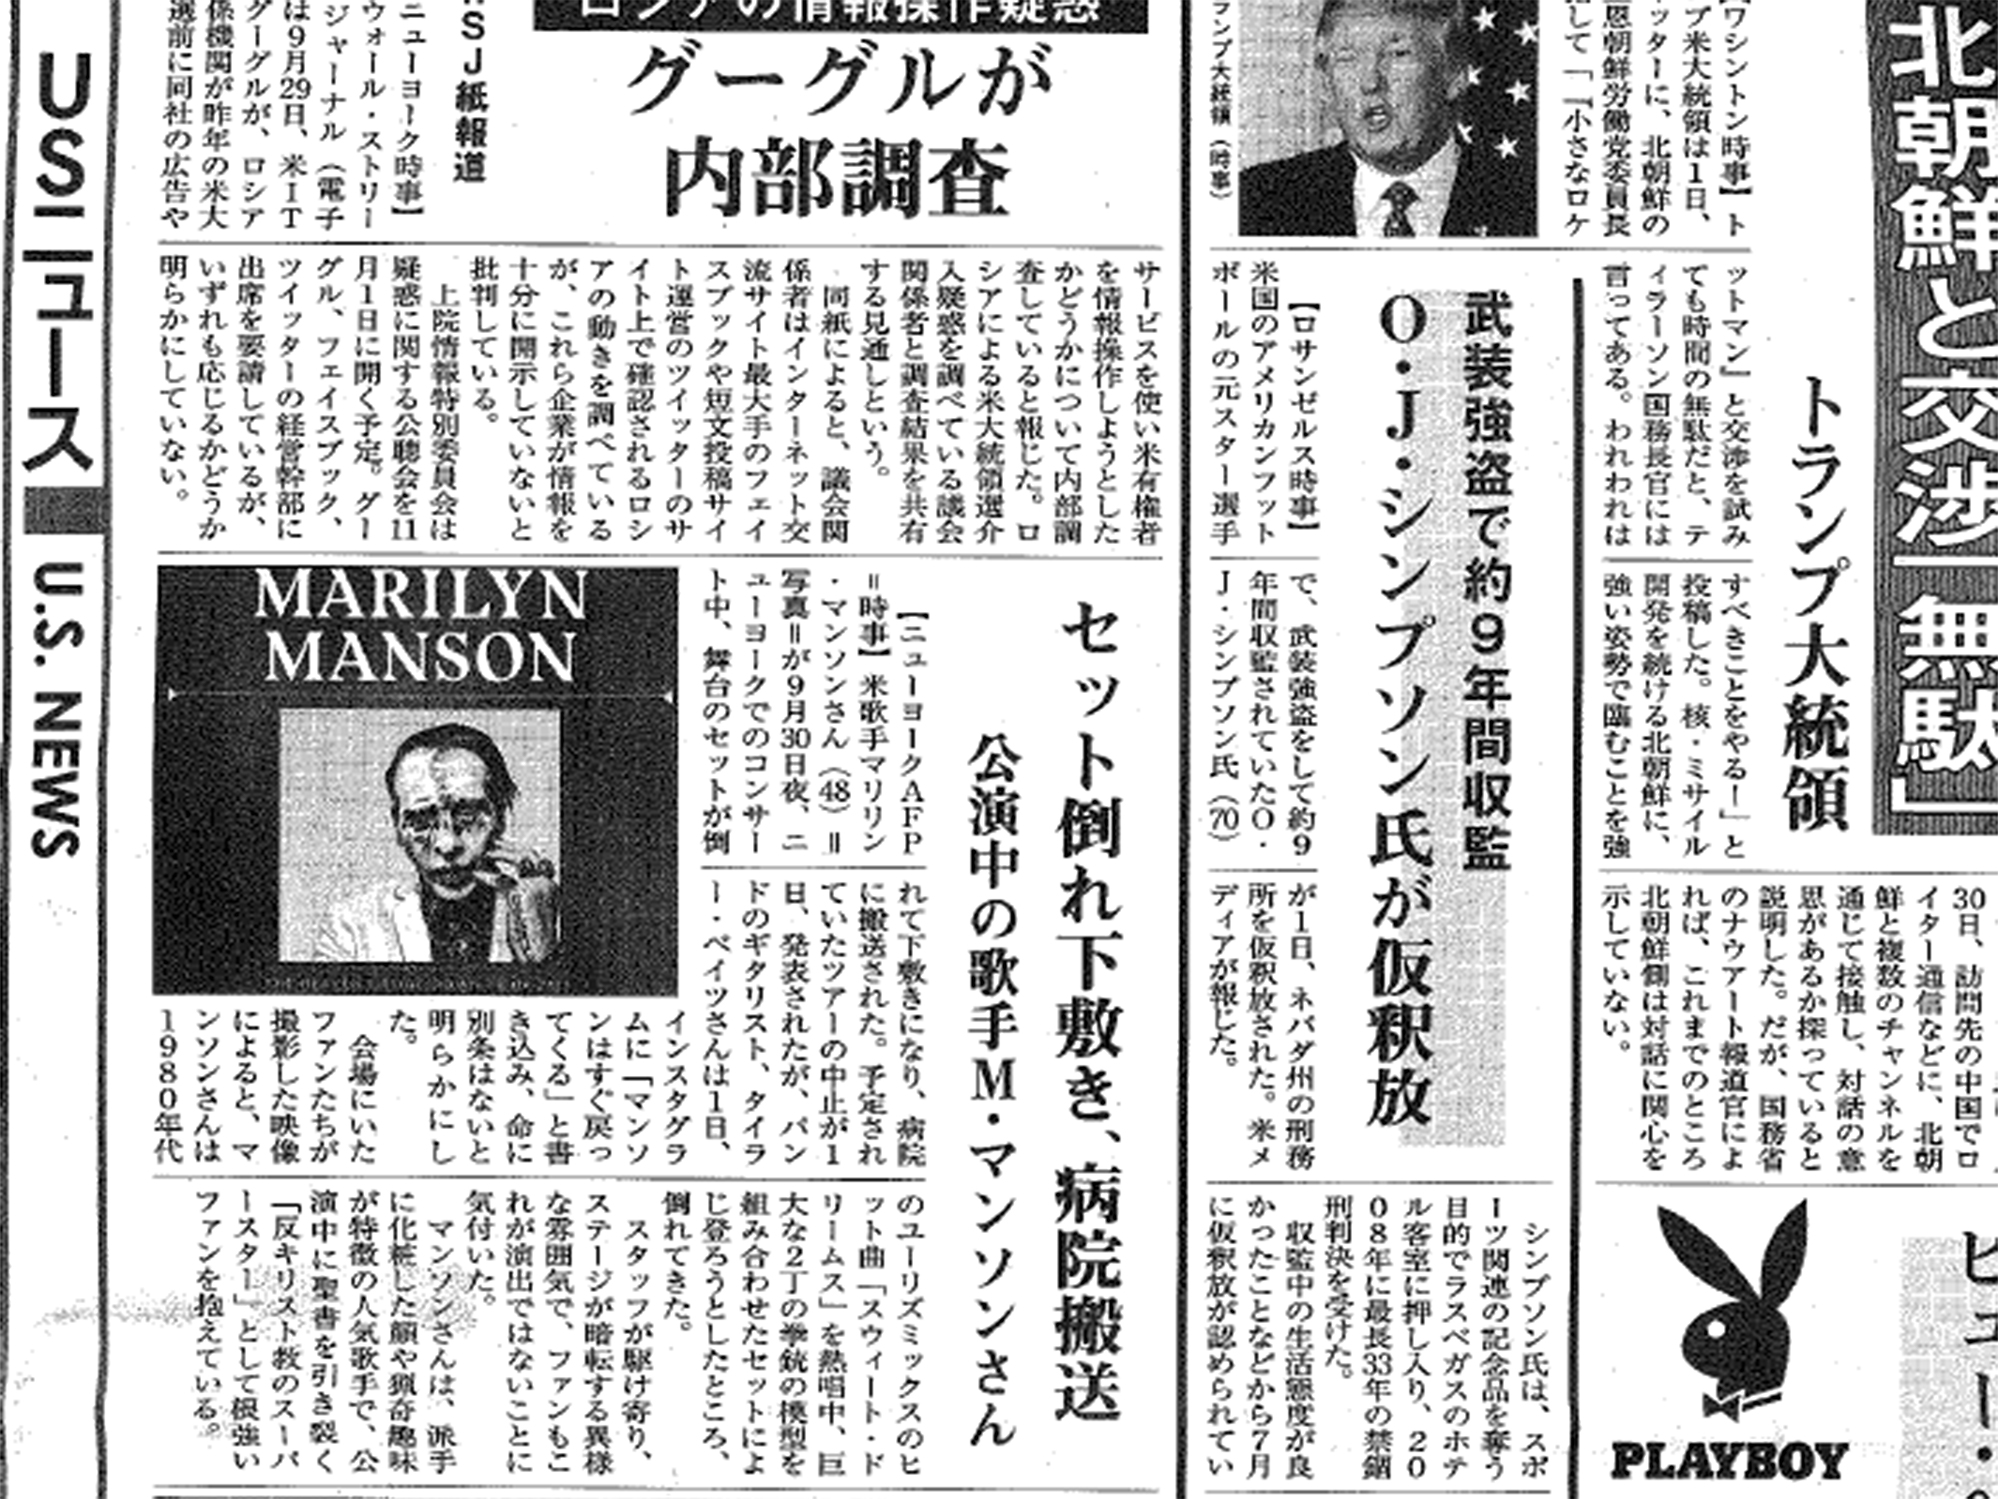 北朝鮮と交渉「無駄」
トランプ大統領
【ワシントン時事】ト
プ米大統領は1日、
ッターに、北朝鮮の
恩朝鮮労働党委員長
して「『小さなロケ
ットマン』と交渉を試み
ても時間の無駄だと、テ
ィラーソン国務長官には
言ってある。われわれは
すべきことをやる!」と
投稿した。核・ミサイル
開発を続ける北朝鮮に、
強い姿勢で臨むことを強
30日、訪問先の中国でロ
イター通信などに、北朝
鮮と複数のチャンネルを
通じて接触し、対話の意
思があるか探っていると
説明した。だが、国務省
のナウアート報道官によ
れば、これまでのところ
北朝鮮側は対話に関心を
示していない。
ランプ大統領(時事)
武装強盗で約9年間収監
O・J・シンプソン氏が仮釈放
【ロサンゼルス時事】
米国のアメリカンフット
ボールの元スター選手
で、武装強盗をして約9
年間収監されていたO・
J・シンプソン氏(70)
が1日、ネバダ州の刑務
所を仮釈放された。米メ
ディアが報じた。
シンプソン氏は、スポ
ーツ関連の記念品を奪う
目的でラスベガスのホテ
ル客室に押し入り、20
08年に最長33年の禁錮
刑判決を受けた。
収監中の生活態度が良
かったことなどから7月
に仮釈放が認められてい
PLAYBOY
ロシアの情報操作疑惑
グーグルが
内部調査
SJ紙報道
ニューヨーク時事】
ウォール・ストリー
ジャーナル(電子
は9月29日、米IT
グーグルが、ロシア
係機関が昨年の米大
選前に同社の広告や
サービスを使い米有権者
を情報操作しようとした
かどうかについて内部調
査していると報じた。ロ
シアによる米大統領選介
入疑惑を調べている議会
関係者と調査結果を共有
する見通しという。
同紙によると、議会関
係者はインターネット交
流サイト最大手のフェイ
スブックや短文投稿サイ
ト運営のツイッターのサ
イト上で確認されるロシ
アの動きを調べている
が、これら企業が情報を
十分に開示していないと
批判している。
上院情報特別委員会は
疑惑に関する公聴会を11
月1日に開く予定。グー
グル、フェイスブック、
ツイッターの経営幹部に
出席を要請しているが、
いずれも応じるかどうか
明らかにしていない。
セット倒れ下敷き、病院搬送
公演中の歌手M・マンソンさん
【ニューヨークAFP
=時事】米歌手マリリン
・マンソンさん(48)=
写真=が9月30日夜、ニ
ューヨークでのコンサー
ト中、舞台のセットが倒
れて下敷きになり、病院
に搬送された。予定され
ていたツアーの中止が1
日、発表されたが、バン
ドのギタリスト、タイラ
ー・ベイツさんは1日、
インスタグラ
ムに「マンソ
ンはすぐ戻っ
てくる」と書
き込み、命に
別条はないと
明らかにし
た。
会場にいた
ファンたちが
撮影した映像
によると、マ
ンソンさんは
1980年代
のユーリズミックスのヒ
ット曲「スウィート・ド
リームス」を熱唱中、巨
大な2丁の拳銃の模型を
組み合わせたセットによ
じ登ろうとしたところ、
倒れてきた。
スタッフが駆け寄り、
ステージが暗転する異様
な雰囲気で、ファンもこ
れが演出ではないことに
気付いた。
マンソンさんは、派手
に化粧した顔や猟奇趣味
が特徴の人気歌手で、公
演中に聖書を引き裂く
「反キリスト教のスーパ
ースター」として根強い
ファンを抱えている。
MARILYN
MANSON
USニュース
U.S. NEWS